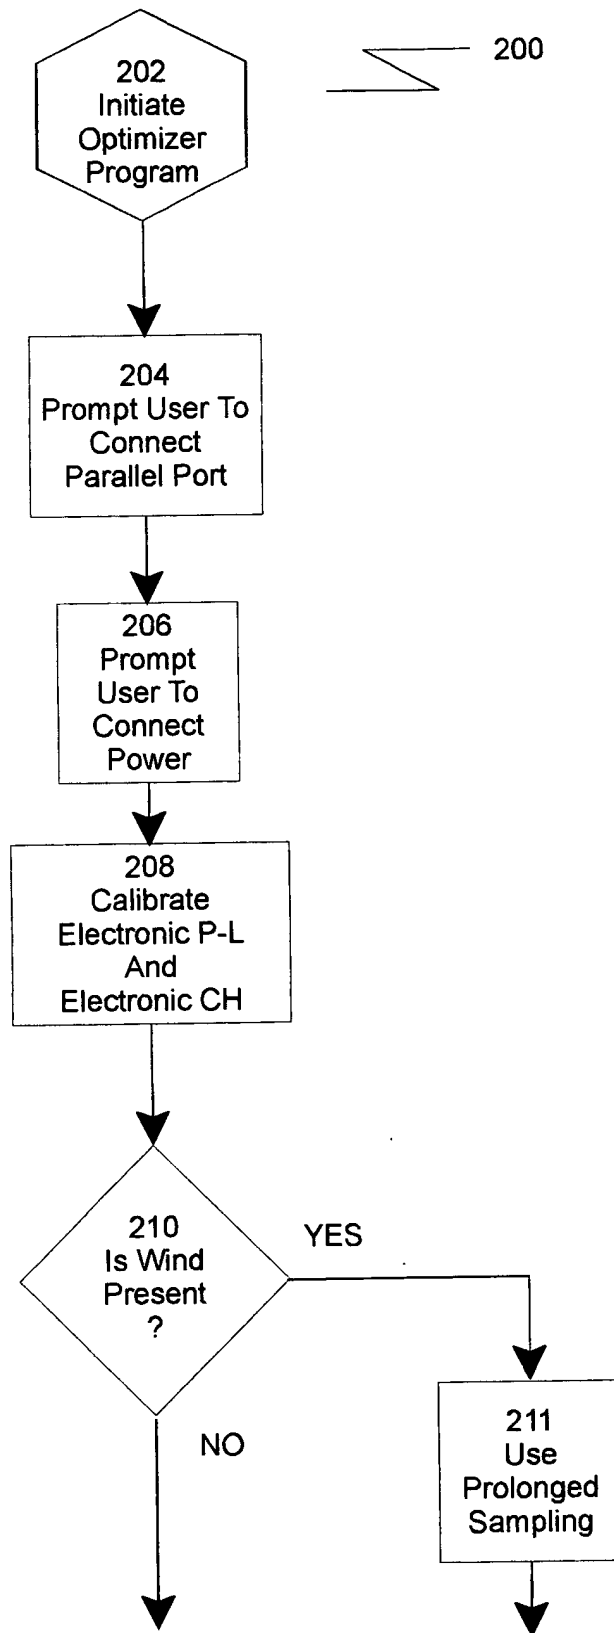 200
202
Initiate
Optimizer
Program
204
Prompt User To
Connect
Parallel Port
206
Prompt
User To
Connect
Power
208
Calibrate
Electronic P-L
And
Electronic CH
210
Is Wind
Present
?
YES
NO
211
Use
Prolonged
Sampling